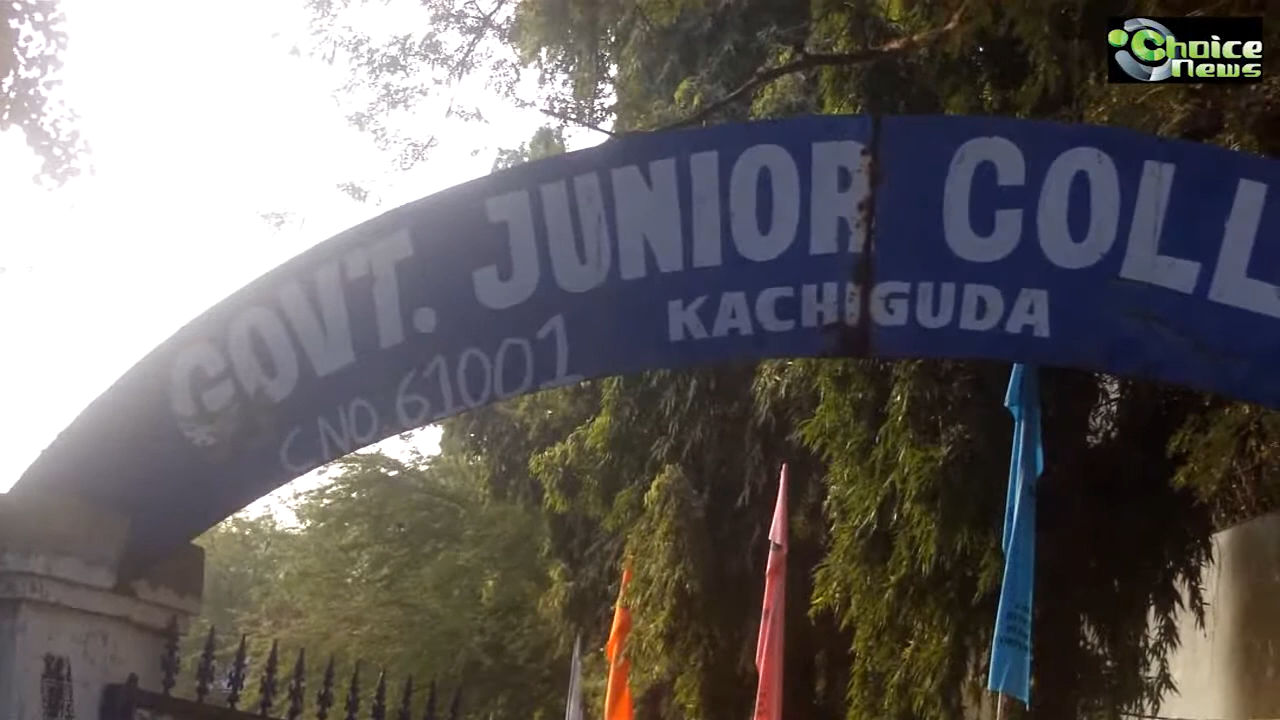 Choice
News
GOVT. JUNIOR COLL
KACHIGUDA
C.NO.61001